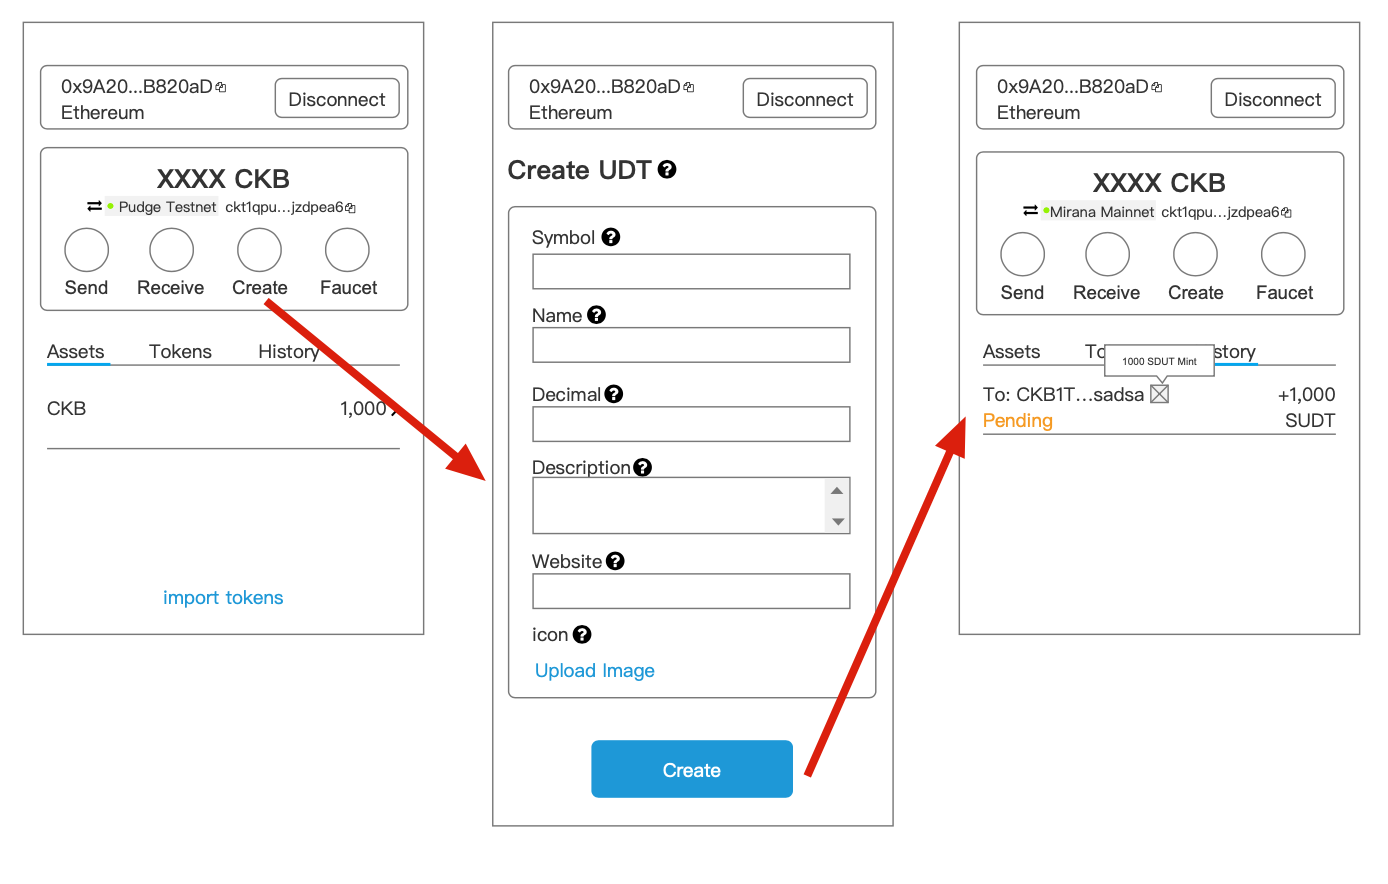 0x9A20...B820aD
Ethereum
Disconnect
XXXX CKB
Pudge Testnet ckt1qpu...jzdpea6
Send Receive Create Faucet
Assets Tokens History
CKB 1,000
import tokens
0x9A20...B820aD
Ethereum
Disconnect
Create UDT
Symbol
Name
Decimal
Description
Website
icon
Upload Image
Create
0x9A20...B820aD
Ethereum
Disconnect
XXXX CKB
Mirana Mainnet ckt1qpu...jzdpea6
Send Receive Create Faucet
Assets To story
1000 SDUT Mint
To: CKB1T...sadsa +1,000
Pending SUDT